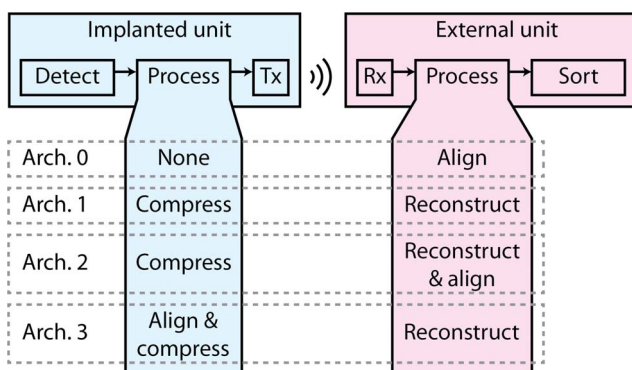 Implanted unit
External unit
Detect Process Tx
Rx Process Sort
Arch. 0 None Align
Arch. 1 Compress Reconstruct
Arch. 2 Compress Reconstruct
& align
Arch. 3 Align &
compress Reconstruct